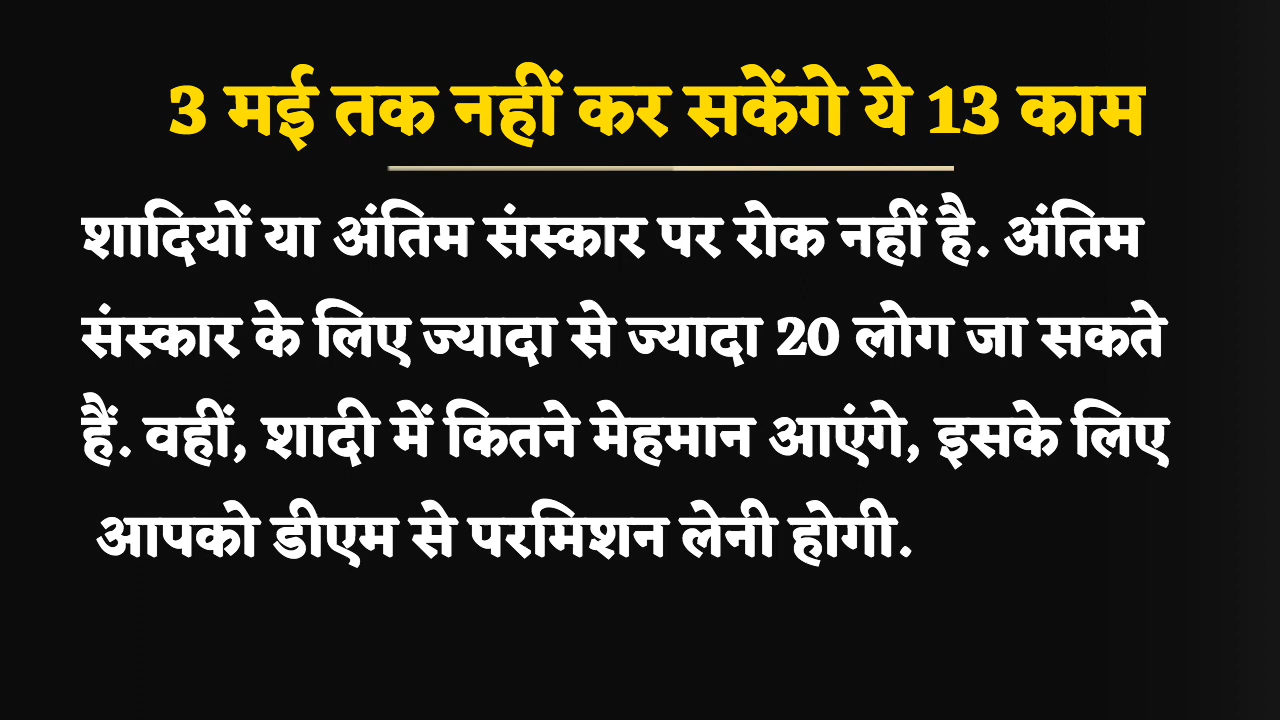 3 मई तक नहीं कर सकेंगे ये 13 काम
शादियों या अंतिम संस्कार पर रोक नहीं है. अंतिम
संस्कार के लिए ज्यादा से ज्यादा 20 लोग जा सकते
हैं. वहीं, शादी में कितने मेहमान आएंगे, इसके लिए
आपको डीएम से परमिशन लेनी होगी.